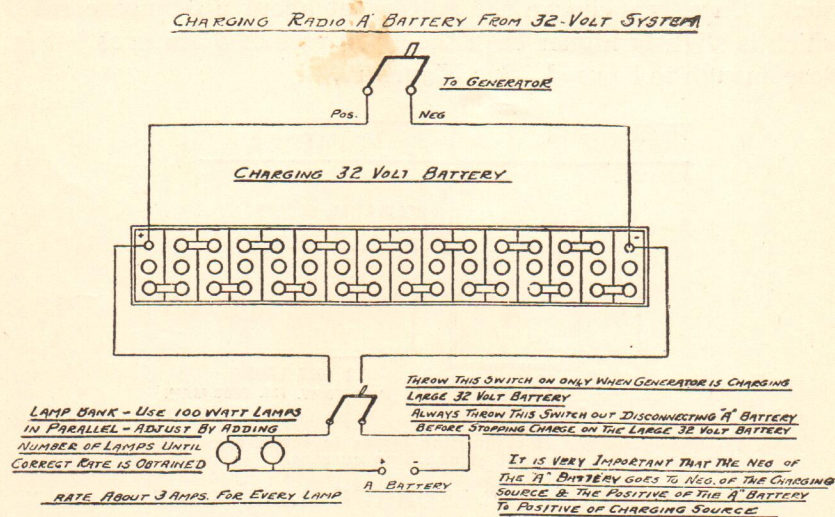 CHARGING RADIO A" BATTERY FROM 32-VOLT SYSTEM
TO GENERATOR
POS. NEG
CHARGING 32 VOLT BATTERY
+ -
THROW THIS SWITCH ON ONLY WHEN GENERATOR IS CHARGING
LARGE 32 VOLT BATTERY
ALWAYS THROW THIS SWITCH OUT DISCONNECTING "A" BATTERY
BEFORE STOPPING CHARGE ON THE LARGE 32 VOLT BATTERY
LAMP BANK - USE 100 WATT LAMPS
IN PARALLEL - ADJUST BY ADDING
NUMBER OF LAMPS UNTIL
CORRECT RATE IS OBTAINED
+ -
A BATTERY
RATE ABOUT 3 AMPS. FOR EVERY LAMP
IT IS VERY IMPORTANT THAT THE NEG OF
THE "A" BATTERY GOES TO NEG. OF THE CHARGING
SOURCE & THE POSITIVE OF THE A" BATTERY
TO POSITIVE OF CHARGING SOURCE